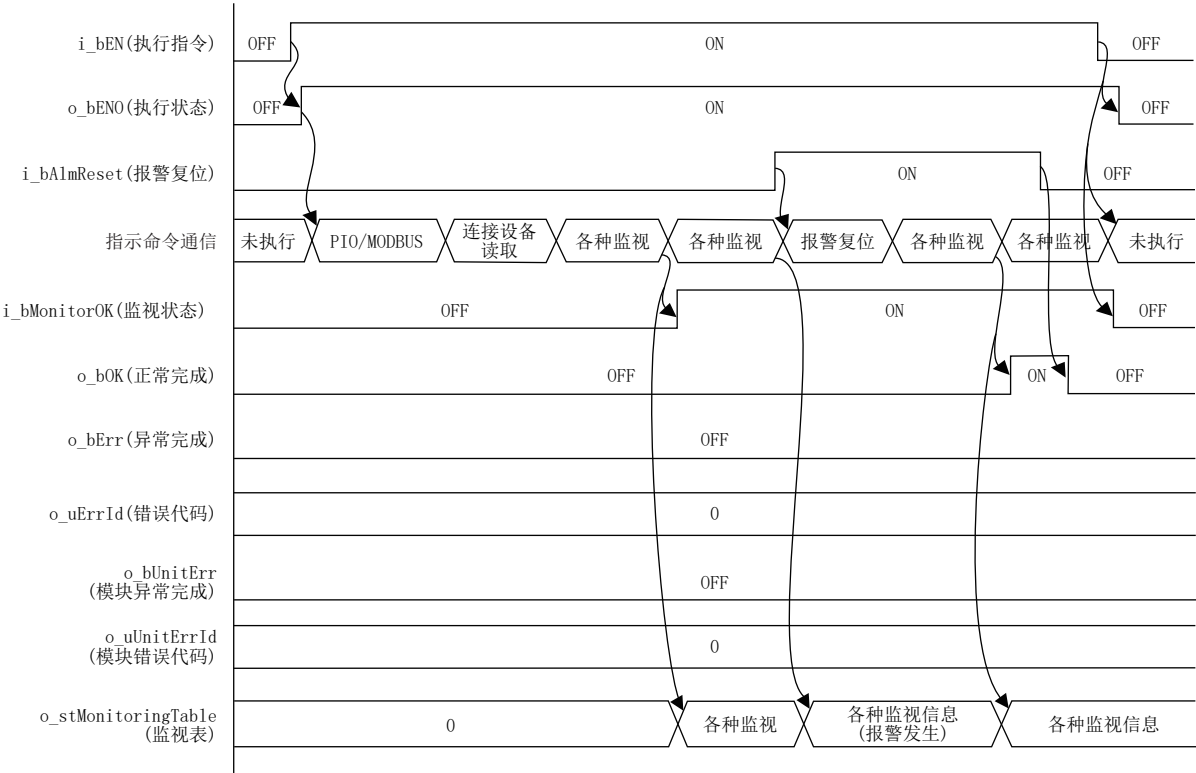 i_bEN(执行指令) OFF ON OFF
o_bENO(执行状态) OFF ON OFF
i_bAlmReset(报警复位) ON OFF
指示命令通信 未执行 PIO/MODBUS 连接设备 各种监视 各种监视 报警复位 各种监视 各种监视 未执行
读取
i_bMonitorOK(监视状态) OFF ON OFF
o_bOK(正常完成) OFF ON OFF
o_bErr(异常完成) OFF
o_uErrId(错误代码) 0
o_bUnitErr
(模块异常完成) OFF
o_uUnitErrId
(模块错误代码) 0
o_stMonitoringTable
(监视表) 0 各种监视 各种监视信息 各种监视信息
(报警发生)